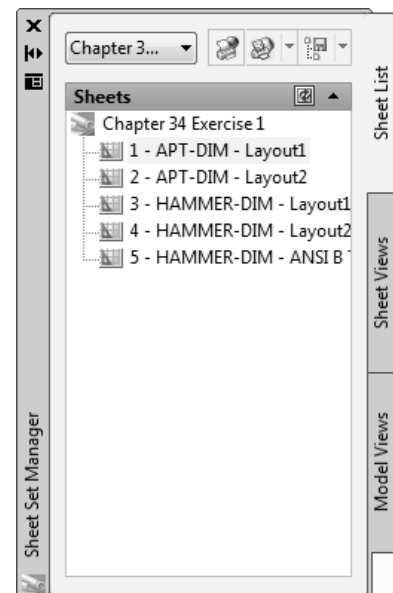 Chapter 3...
Sheets
Chapter 34 Exercise 1
1 - APT-DIM - Layout1
2 - APT-DIM - Layout2
3 - HAMMER-DIM - Layout1
4 - HAMMER-DIM - Layout2
5 - HAMMER-DIM - ANSI B
Sheet List
Sheet Views
Model Views
Sheet Set Manager